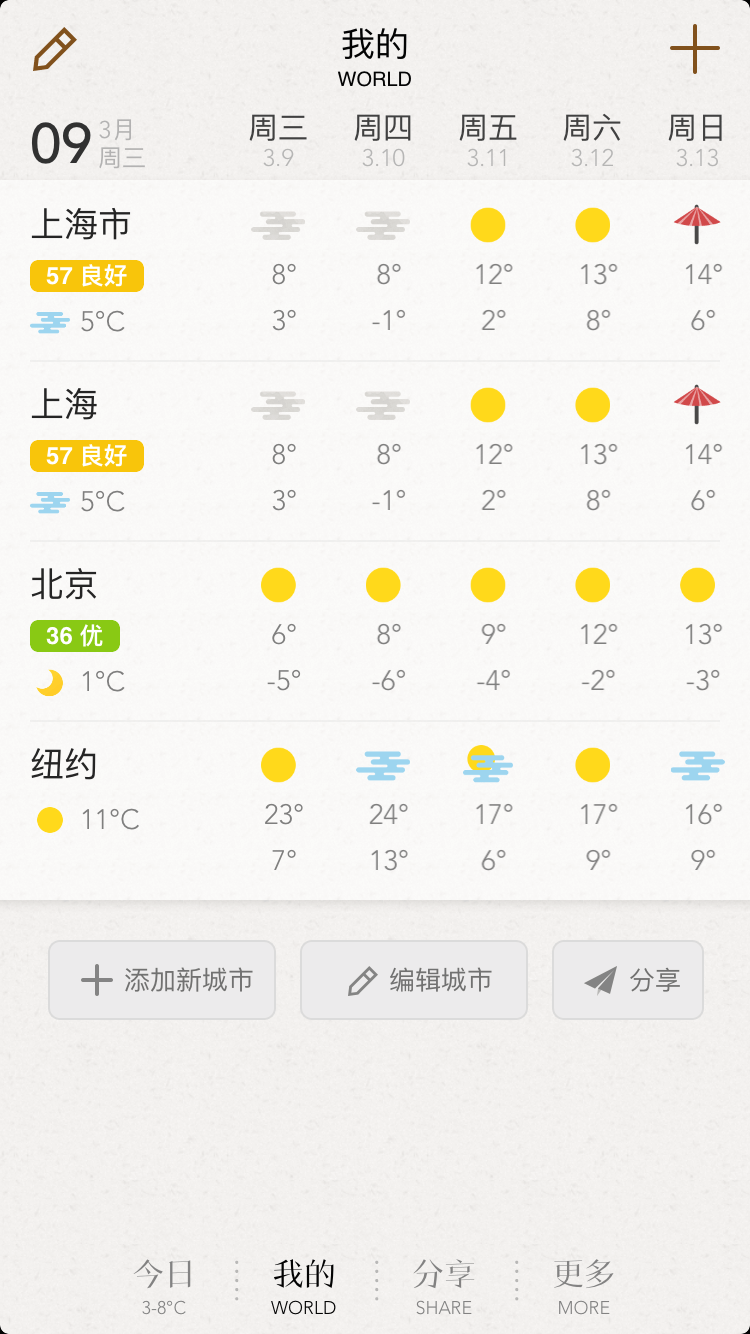 我的
WORLD
09 3月 周三
周三 周四 周五 周六 周日
3.9 3.10 3.11 3.12 3.13
上海市
57 良好 8° 8° 12° 13° 14°
5°C 3° -1° 2° 8° 6°
上海
57 良好 8° 8° 12° 13° 14°
5°C 3° -1° 2° 8° 6°
北京
36 优 6° 8° 9° 12° 13°
1°C -5° -6° -4° -2° -3°
纽约
11°C 23° 24° 17° 17° 16°
7° 13° 6° 9° 9°
添加新城市 编辑城市 分享
今日 我的 分享 更多
3-8°C WORLD SHARE MORE